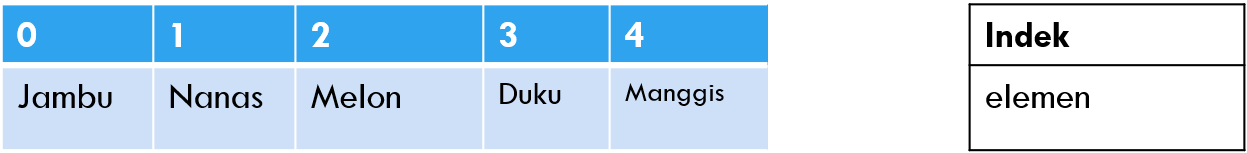 0 1 2 3 4
Jambu Nanas Melon Duku Manggis
Indek
elemen